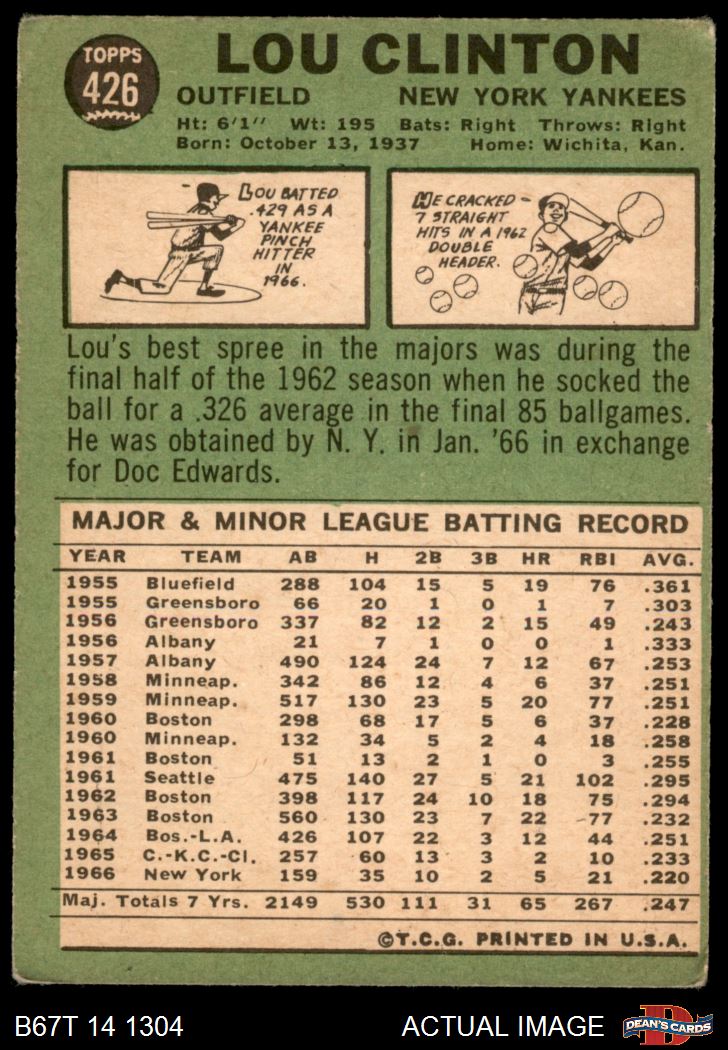 TOPPS
426
LOU CLINTON
OUTFIELD NEW YORK YANKEES
Ht: 6'1" Wt: 195 Bats: Right Throws: Right
Born: October 13, 1937 Home: Wichita, Kan.
LOU BATTED
.429 AS A
YANKEE
PINCH
HITTER
IN
1966.
HE CRACKED
7 STRAIGHT
HITS IN A 1962
DOUBLE
HEADER.
Lou's best spree in the majors was during the
final half of the 1962 season when he socked the
ball for a .326 average in the final 85 ballgames.
He was obtained by N. Y. in Jan. '66 in exchange
for Doc Edwards.
MAJOR & MINOR LEAGUE BATTING RECORD
YEAR TEAM AB H 2B 3B HR RBI AVG.
1955 Bluefield 288 104 15 5 19 76 .361
1955 Greensboro 66 20 1 0 1 7 .303
1956 Greensboro 337 82 12 2 15 49 .243
1956 Albany 21 7 1 0 0 1 .333
1957 Albany 490 124 24 7 12 67 .253
1958 Minneap. 342 86 12 4 6 37 .251
1959 Minneap. 517 130 23 5 20 77 .251
1960 Boston 298 68 17 5 6 37 .228
1960 Minneap. 132 34 5 2 4 18 .258
1961 Boston 51 13 2 1 0 3 .255
1961 Seattle 475 140 27 5 21 102 .295
1962 Boston 398 117 24 10 18 75 .294
1963 Boston 560 130 23 7 22 77 .232
1964 Bos.-L.A. 426 107 22 3 12 44 .251
1965 C.-K.C.-Cl. 257 60 13 3 2 10 .233
1966 New York 159 35 10 2 5 21 .220
Maj. Totals 7 Yrs. 2149 530 111 31 65 267 .247
©T.C.G. PRINTED IN U.S.A.
B67T 14 1304 ACTUAL IMAGE
D
DEAN'S CARDS